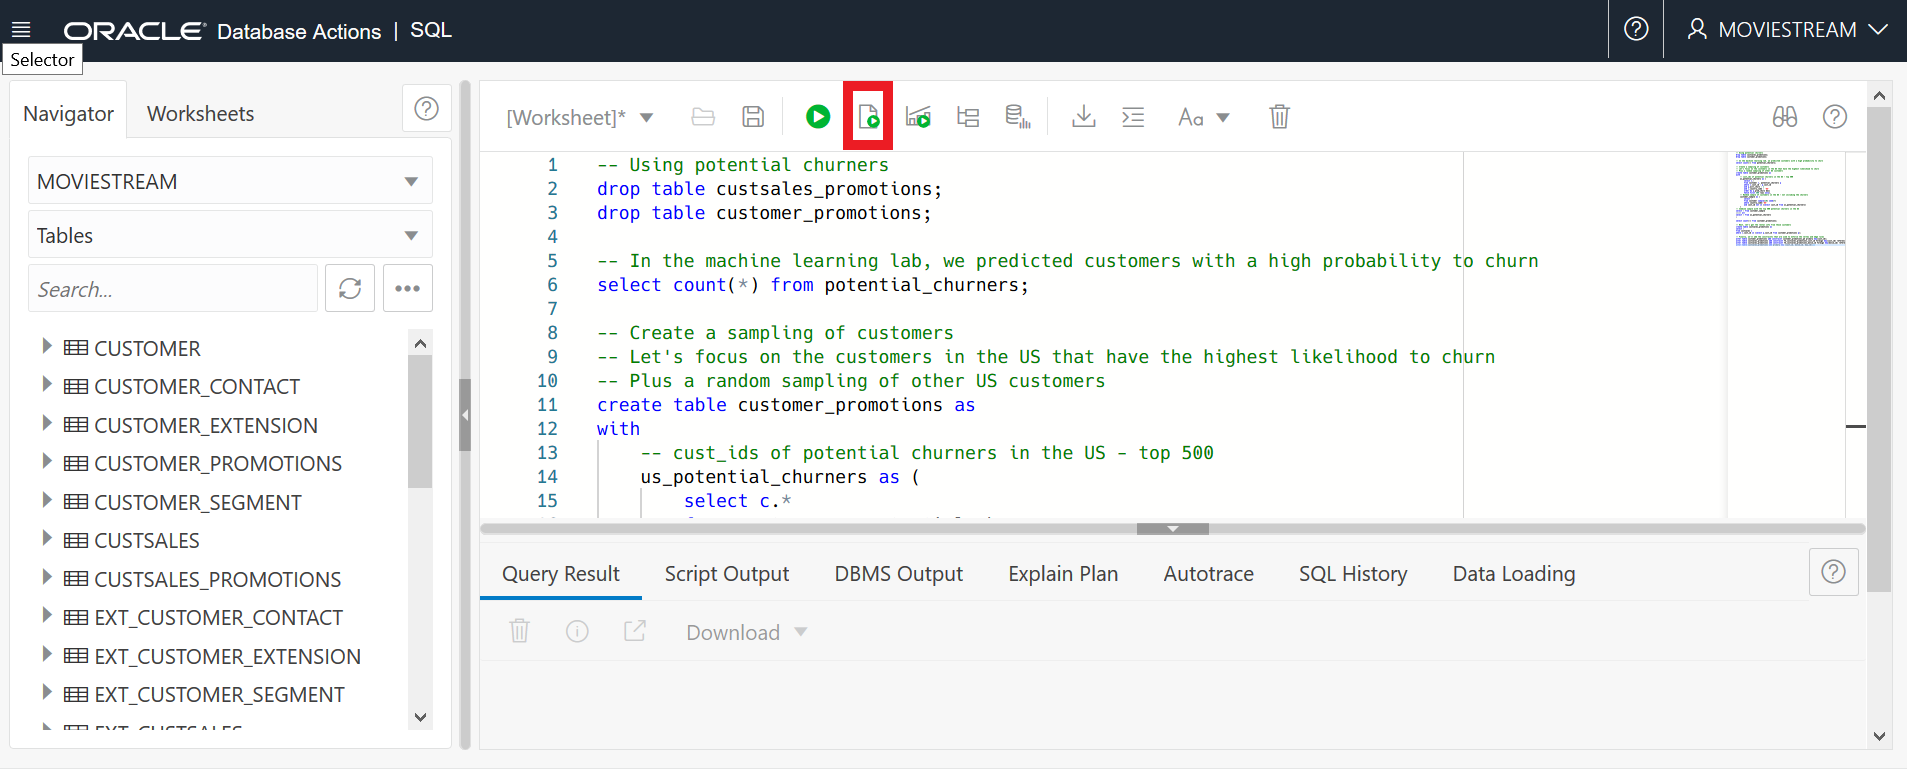 ORACLE Database Actions | SQL
MOVIESTREAM
Selector
Navigator
Worksheets
MOVIESTREAM
Tables
Search...
CUSTOMER
CUSTOMER_CONTACT
CUSTOMER_EXTENSION
CUSTOMER_PROMOTIONS
CUSTOMER_SEGMENT
CUSTSALES
CUSTSALES_PROMOTIONS
EXT_CUSTOMER_CONTACT
EXT_CUSTOMER_EXTENSION
EXT_CUSTOMER_SEGMENT
EXT_CUSTSALES
[Worksheet]*
Aa
1 -- Using potential churners
2 drop table custsales_promotions;
3 drop table customer_promotions;
4
5 -- In the machine learning lab, we predicted customers with a high probability to churn
6 select count(*) from potential_churners;
7
8 -- Create a sampling of customers
9 -- Let's focus on the customers in the US that have the highest likelihood to churn
10 -- Plus a random sampling of other US customers
11 create table customer_promotions as
12 with
13 -- cust_ids of potential churners in the US - top 500
14 us_potential_churners as (
15 select c.*
Query Result
Script Output
DBMS Output
Explain Plan
Autotrace
SQL History
Data Loading
Download